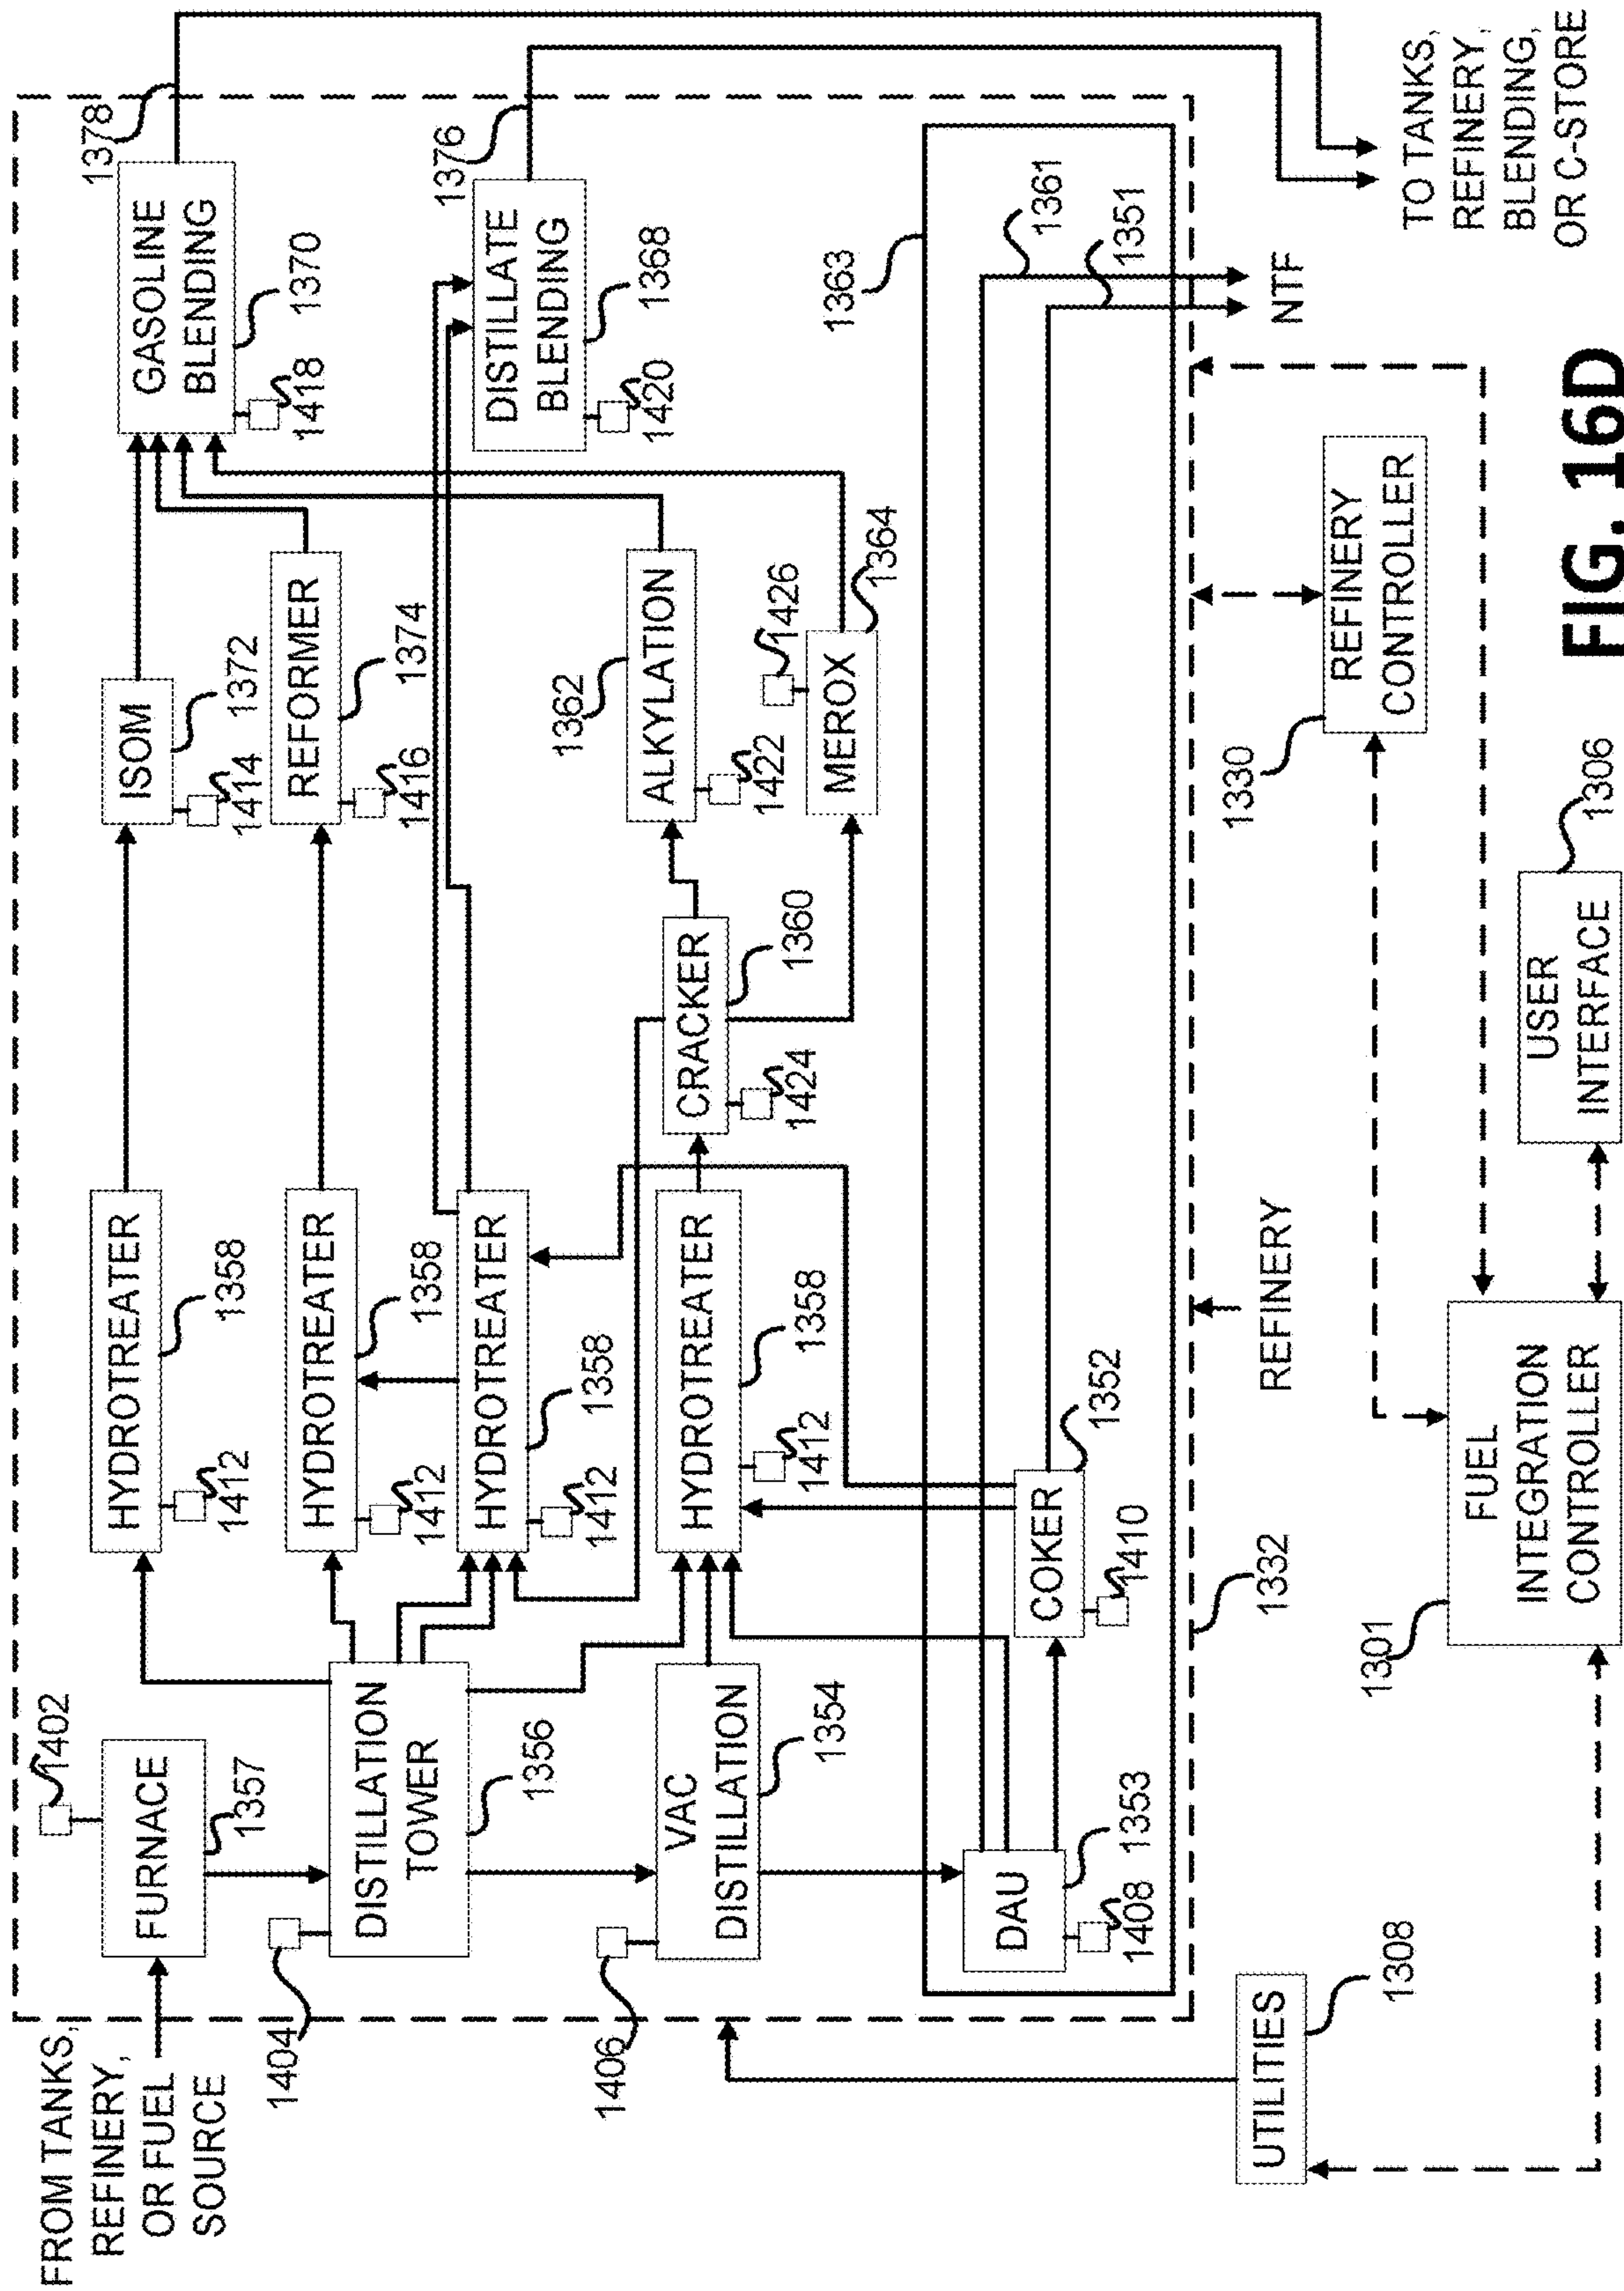 FROM TANKS,
REFINERY,
OR FUEL
SOURCE
1402
FURNACE
1357
1404
DISTILLATION
TOWER
1356
1406
VAC
DISTILLATION
1354
DAU
1353
1408
HYDROTREATER
1358
1412
HYDROTREATER
1358
1412
HYDROTREATER
1358
1412
HYDROTREATER
1358
1412
COKER
1352
1410
CRACKER
1360
1424
ISOM
1372
1414
REFORMER
1374
1416
1362
ALKYLATION
1422
1426
MEROX
1364
1378
GASOLINE
BLENDING
1370
1418
1376
DISTILLATE
BLENDING
1368
1420
1363
1361
1351
NTF
TO TANKS,
REFINERY,
BLENDING,
OR C-STORE
1332
REFINERY
UTILITIES
1308
1301
FUEL
INTEGRATION
CONTROLLER
USER
INTERFACE
1306
1330
REFINERY
CONTROLLER
FIG. 16D